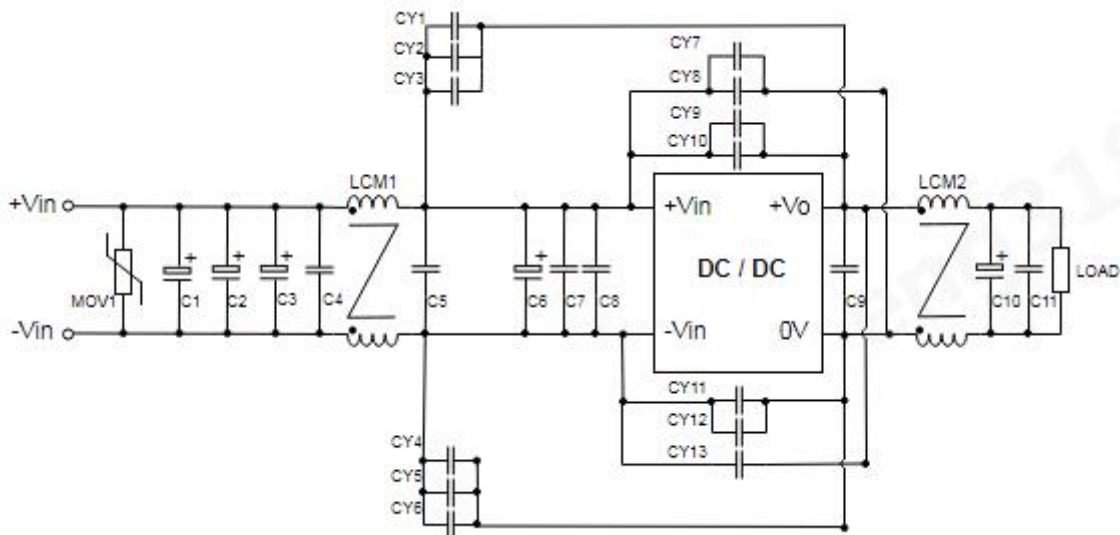 CY1
CY2
CY3
CY7
CY8
CY9
CY10
LCM1
LCM2
+Vin
+Vin
+Vo
DC / DC
+
+
+
+
+
MOV1
C1
C2
C3
C4
C5
C6
C7
C8
C9
C10
C11
LOAD
-Vin
-Vin
0V
CY11
CY12
CY13
CY4
CY5
CY6